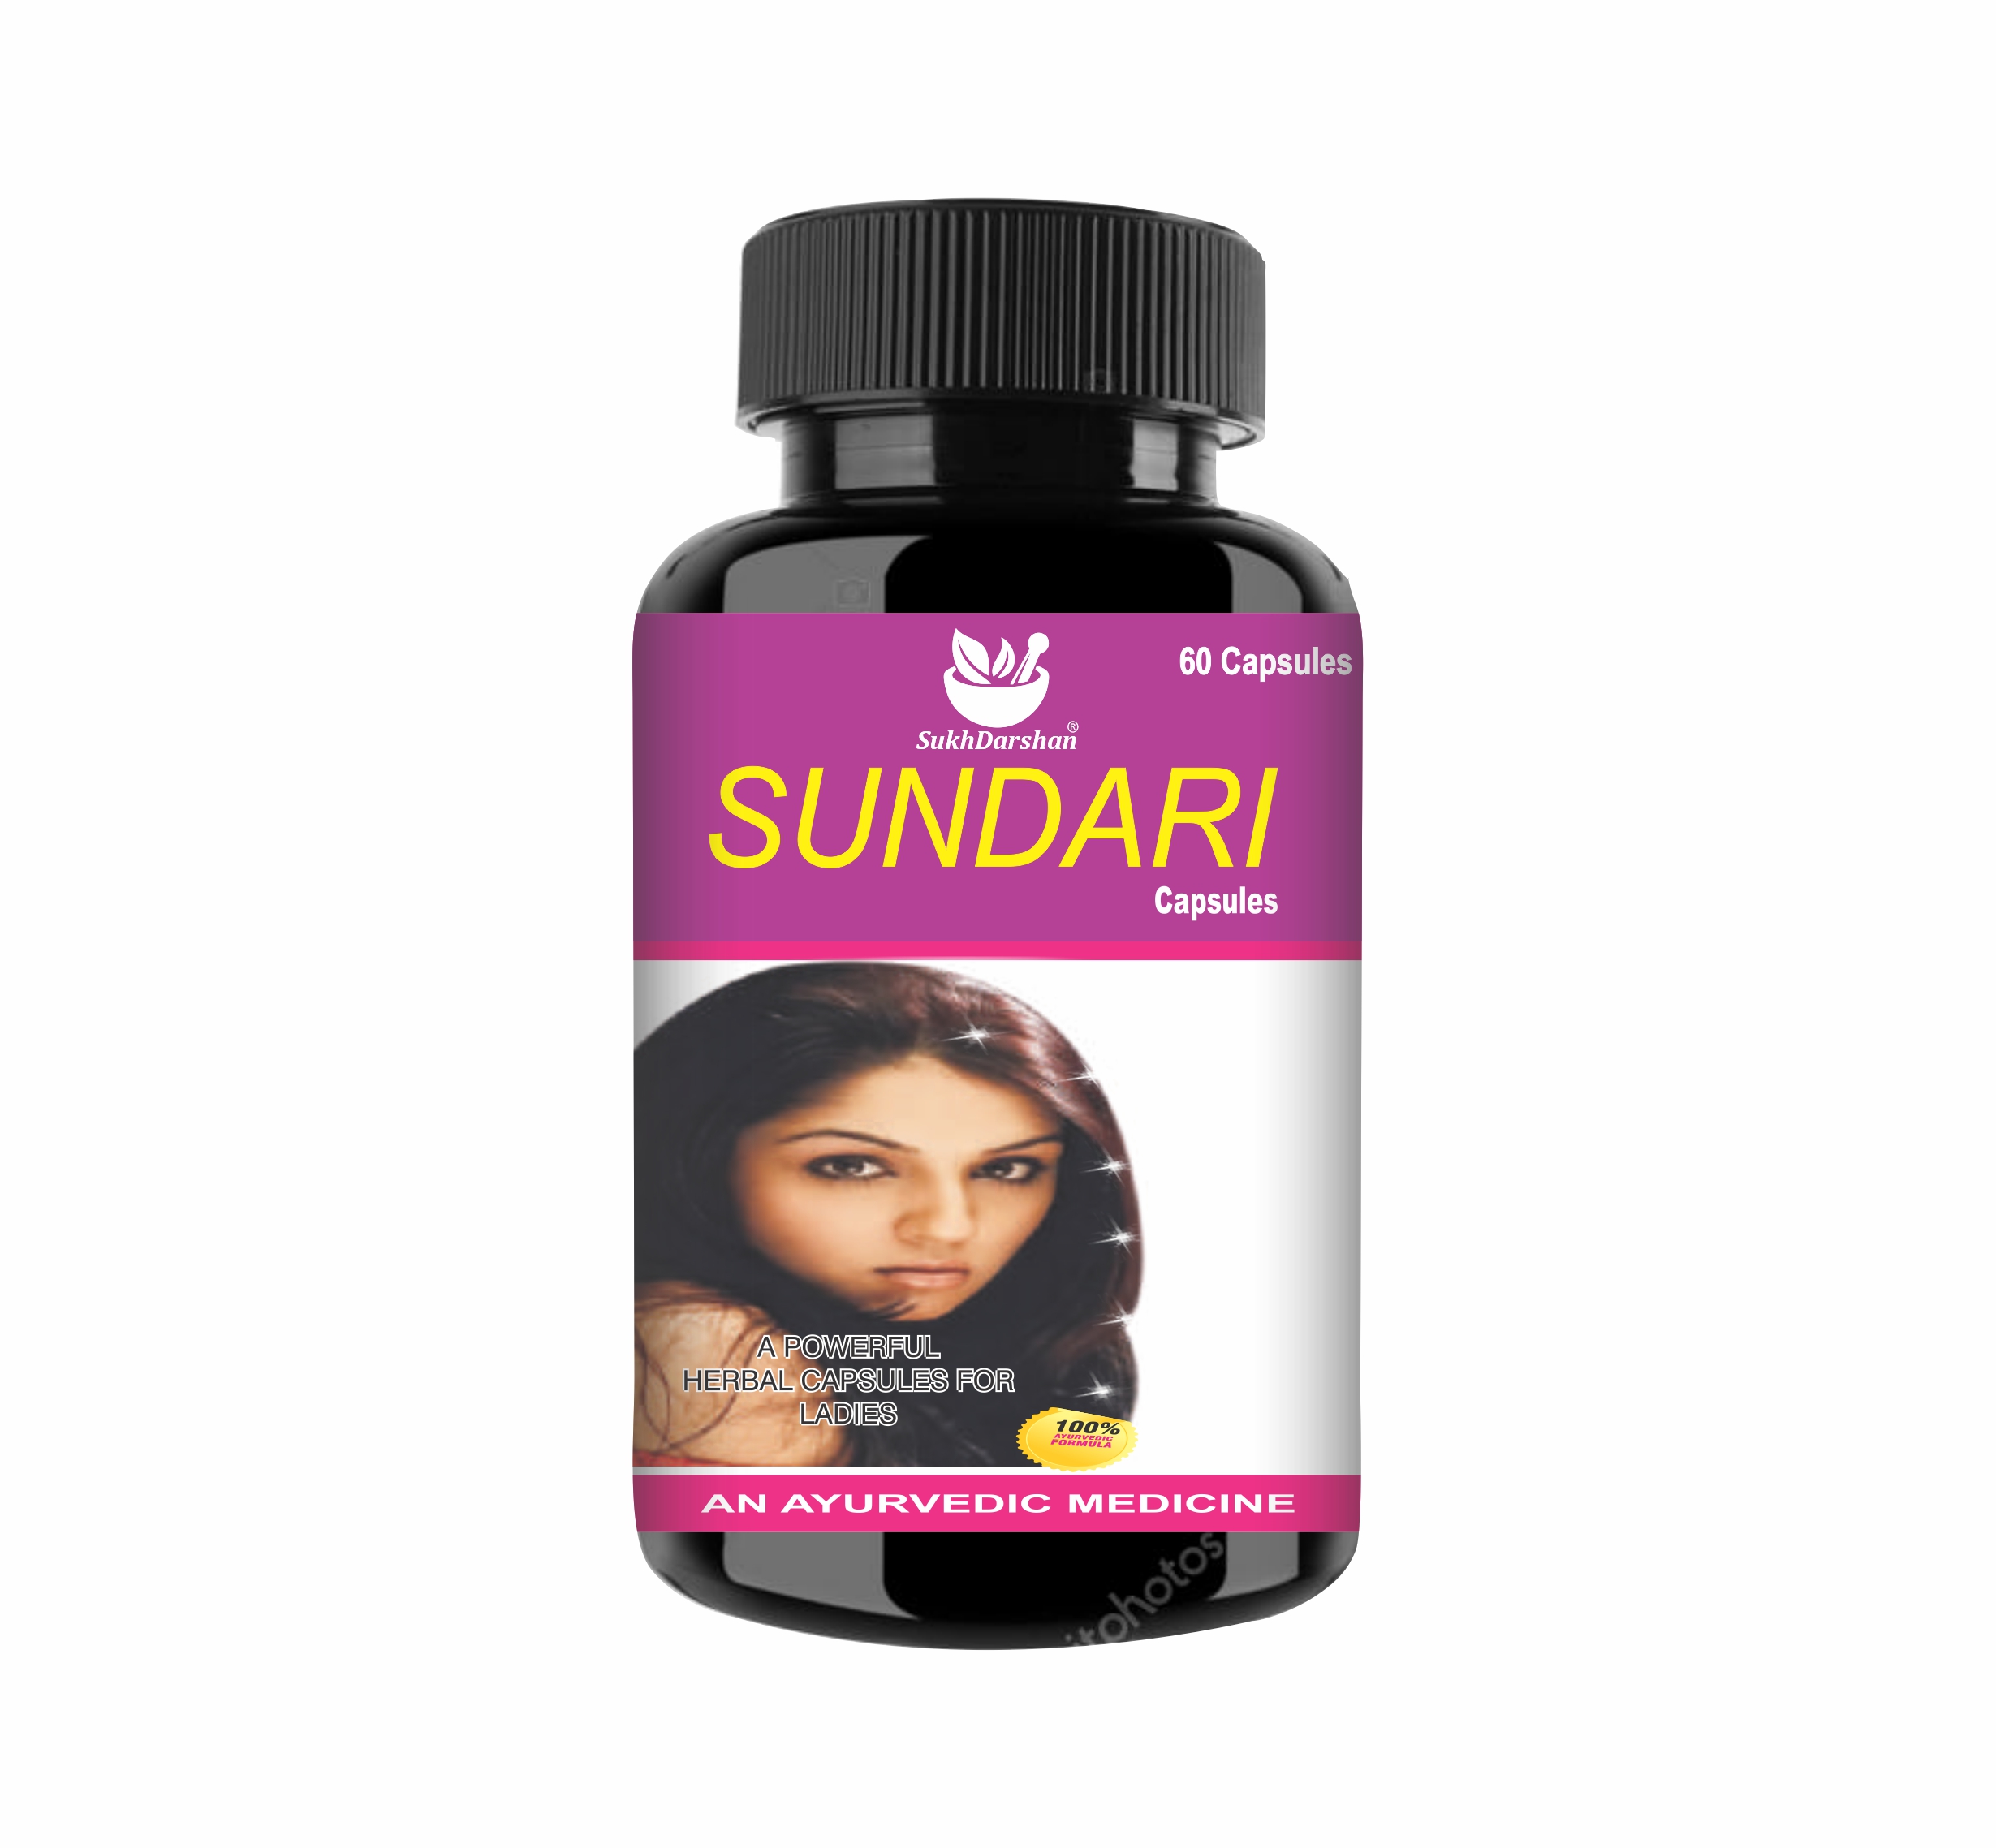 60 Capsules
SukhDarshan®
SUNDARI
Capsules
A POWERFUL
HERBAL CAPSULES FOR
LADIES
100%
AYURVEDIC
FORMULA
AN AYURVEDIC MEDICINE